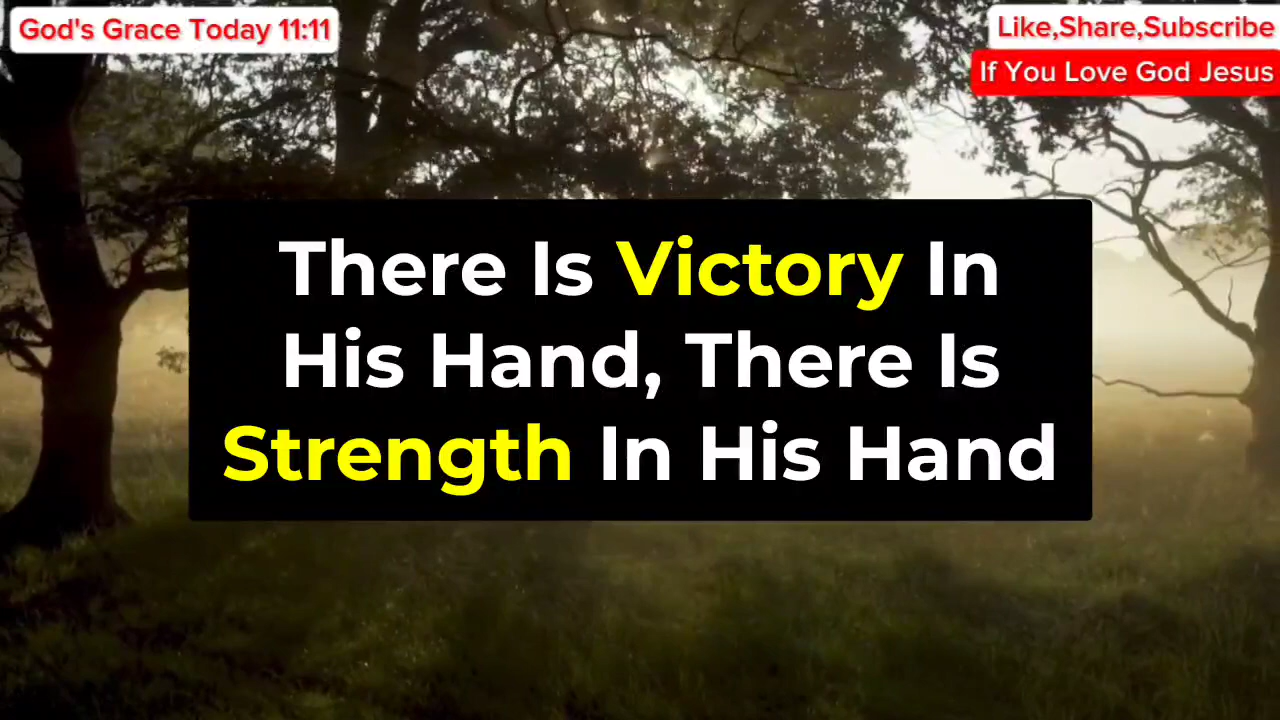 God's Grace Today 11:11
Like,Share,Subscribe
If You Love God Jesus
There Is Victory In
His Hand, There Is
Strength In His Hand